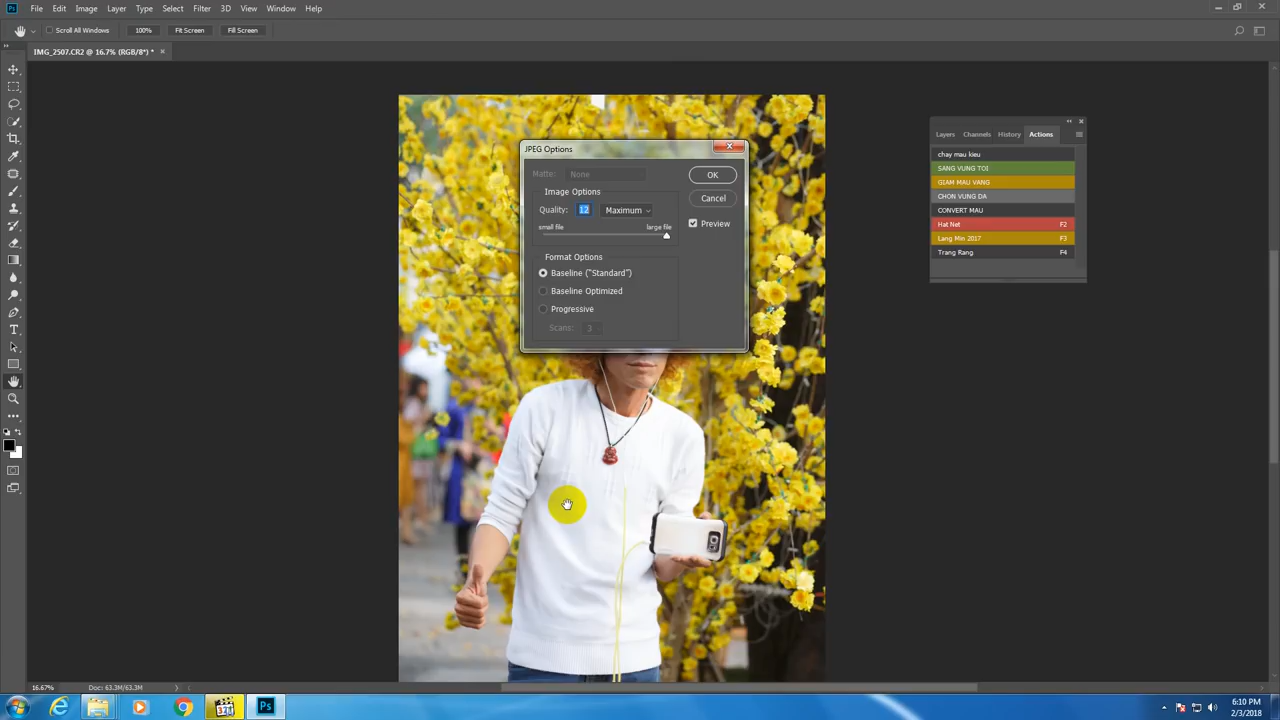 Ps File Edit Image Layer Type Select Filter 3D View Window Help
Scroll All Windows 100% Fit Screen Fill Screen
IMG_2507.CR2 @ 16.7% (RGB/8*) *
JPEG Options
Matte: None
OK
Image Options
Cancel
Quality: 12 Maximum
Preview
small file large file
Format Options
Baseline ("Standard")
Baseline Optimized
Progressive
Scans: 3
Layers Channels History Actions
chay mau kieu
SANG VUNG TOI
GIAM MAU VANG
CHON VUNG DA
CONVERT MAU
Hat Net F2
Lang Min 2017 F3
Trang Rang F4
16.67% Doc: 63.3M/63.3M
Ps
6:10 PM
2/3/2018